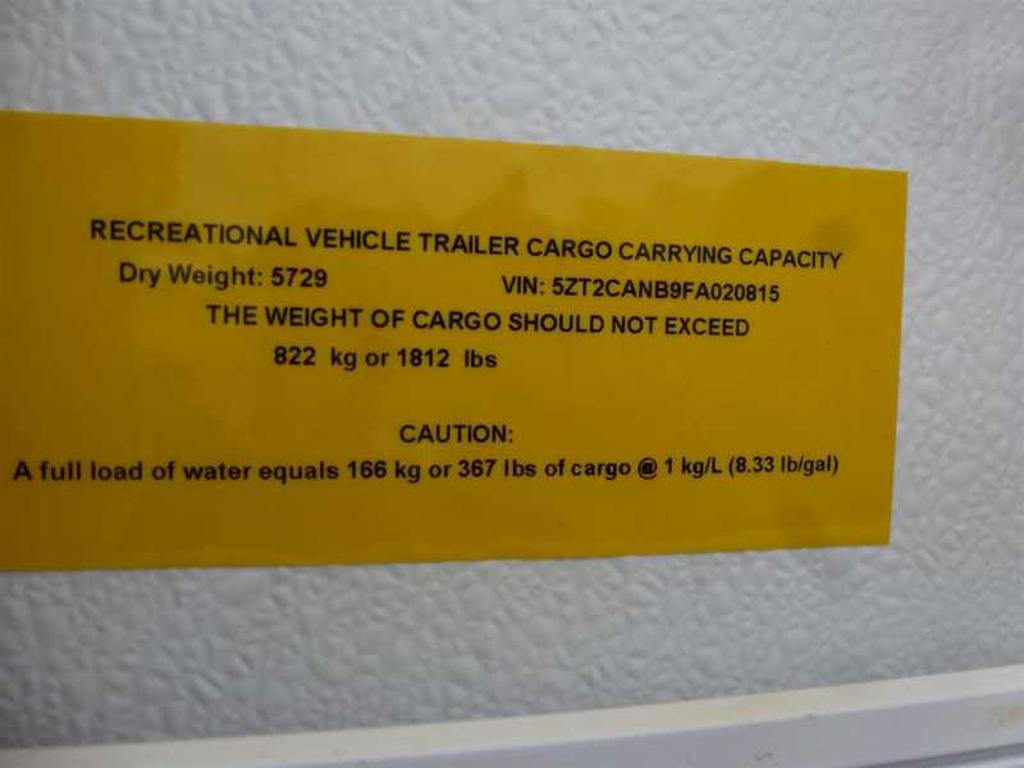 RECREATIONAL VEHICLE TRAILER CARGO CARRYING CAPACITY
Dry Weight: 5729 VIN: 5ZT2CANB9FA020815
THE WEIGHT OF CARGO SHOULD NOT EXCEED
822 kg or 1812 lbs
CAUTION:
A full load of water equals 166 kg or 367 lbs of cargo @ 1 kg/L (8.33 lb/gal)